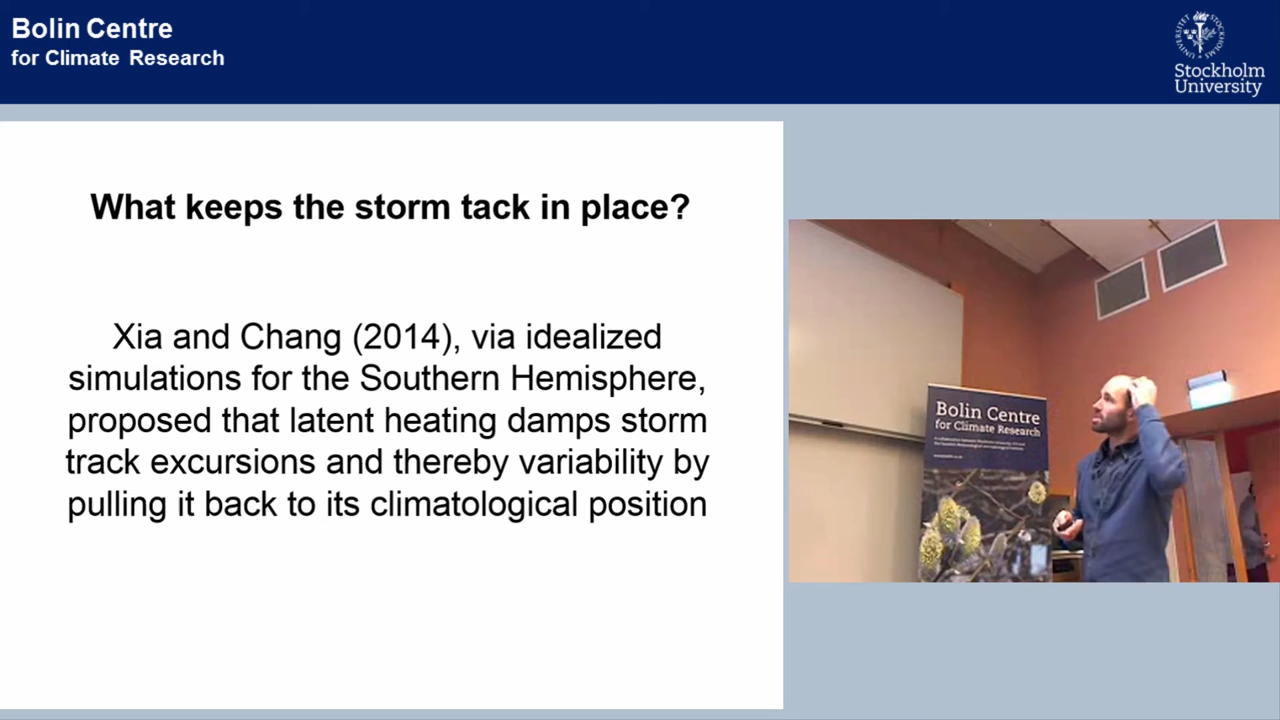 Bolin Centre
for Climate Research
Stockholm
University
What keeps the storm tack in place?
Xia and Chang (2014), via idealized
simulations for the Southern Hemisphere,
proposed that latent heating damps storm
track excursions and thereby variability by
pulling it back to its climatological position
Bolin Centre
for Climate Research